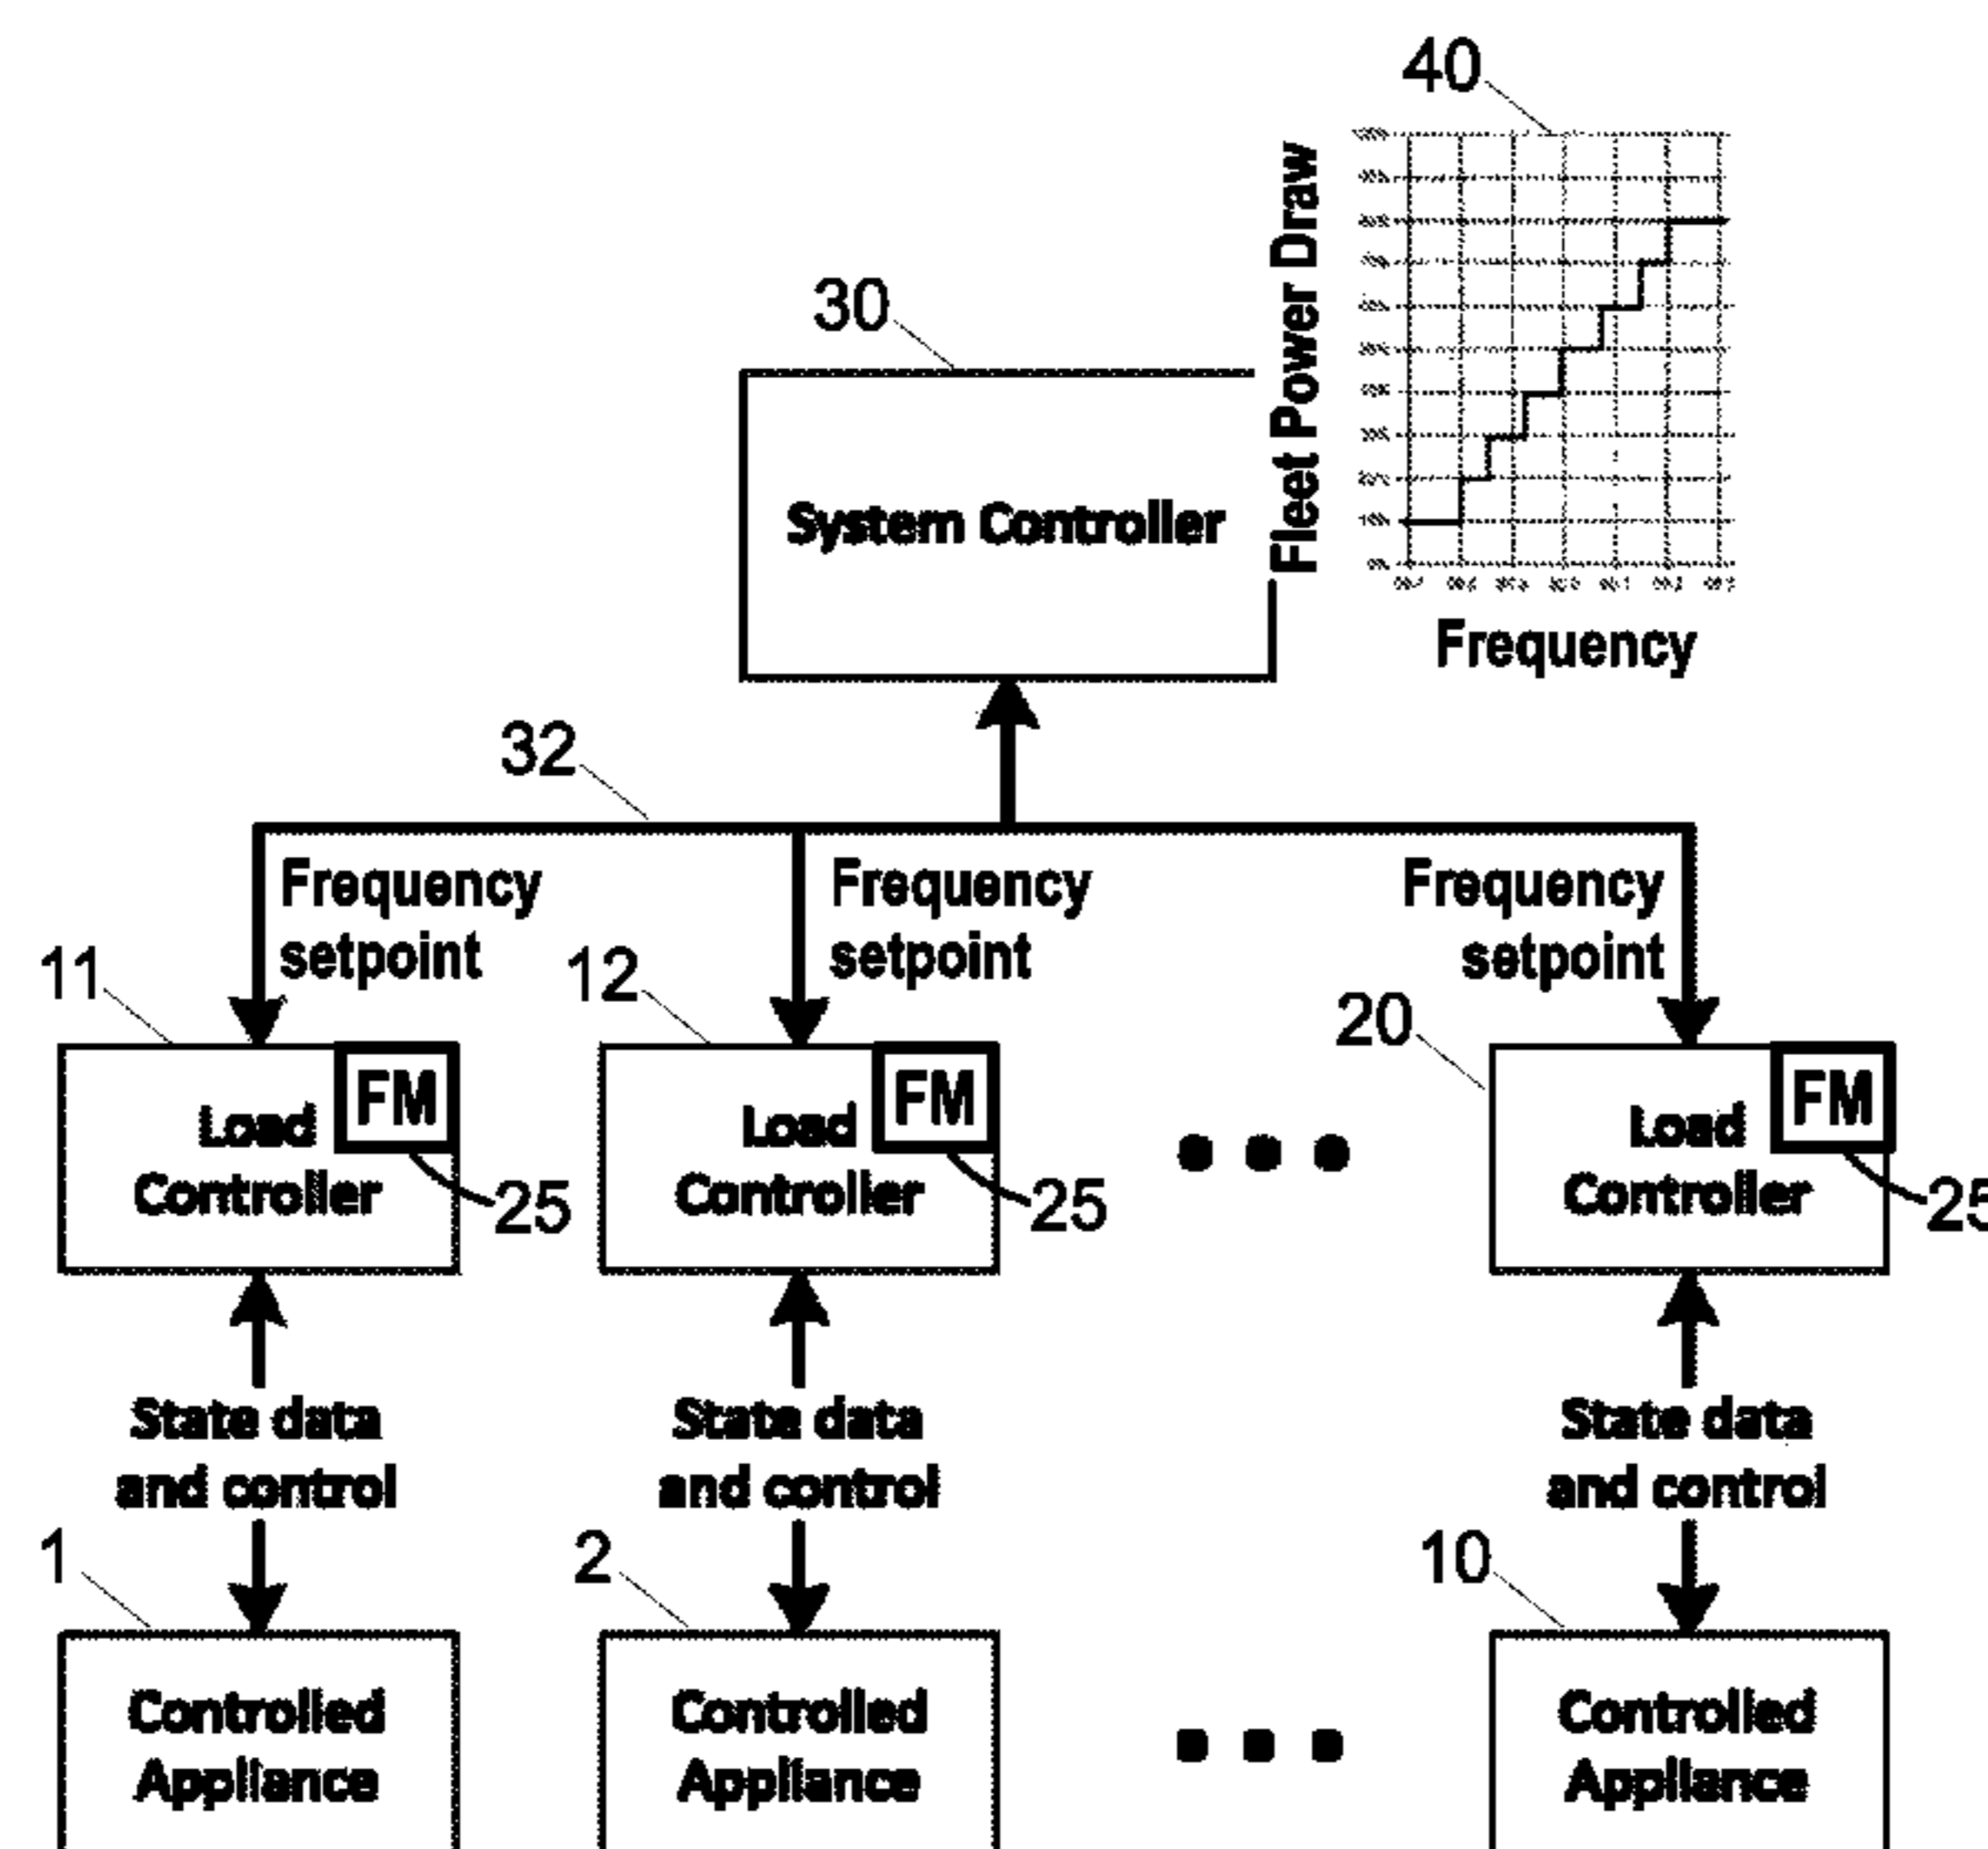 40
Fleet Power Draw
30
System Controller
Frequency
32
Frequency
setpoint
Frequency
setpoint
Frequency
setpoint
11
12
20
FM
FM
FM
Load
Controller
Load
Controller
Load
Controller
25
25
25
State data
and control
State data
and control
State data
and control
1
2
10
Controlled
Appliance
Controlled
Appliance
Controlled
Appliance